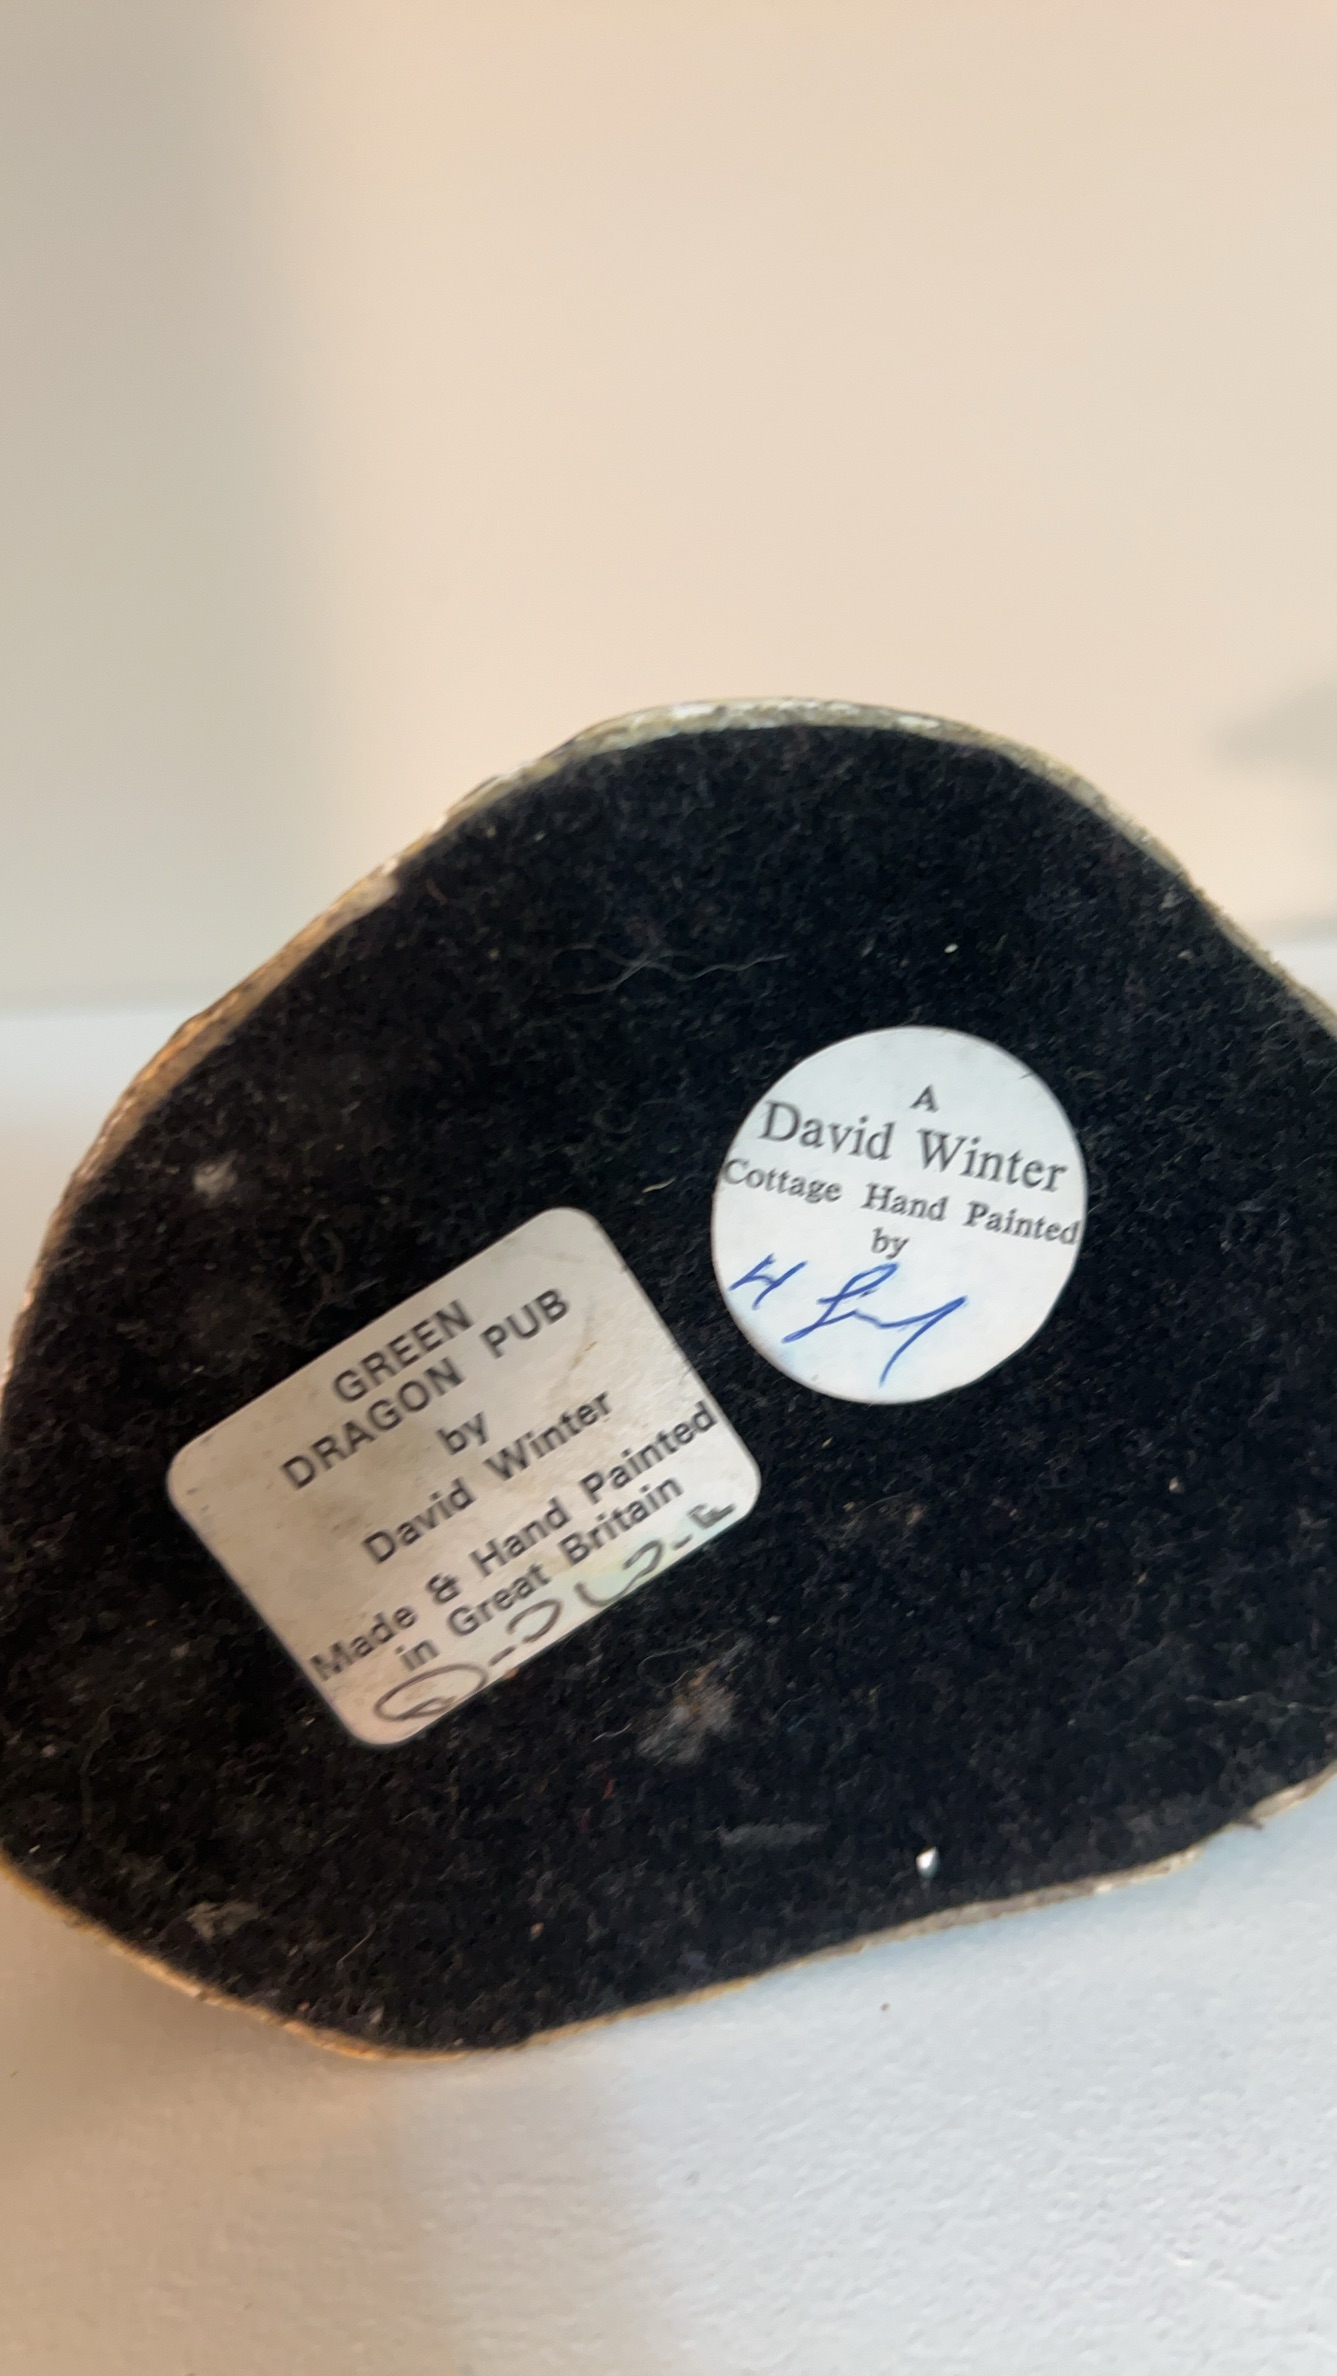 GREEN
DRAGON PUB
by
David Winter
Made & Hand Painted
in Great Britain
A
David Winter
Cottage Hand Painted
by